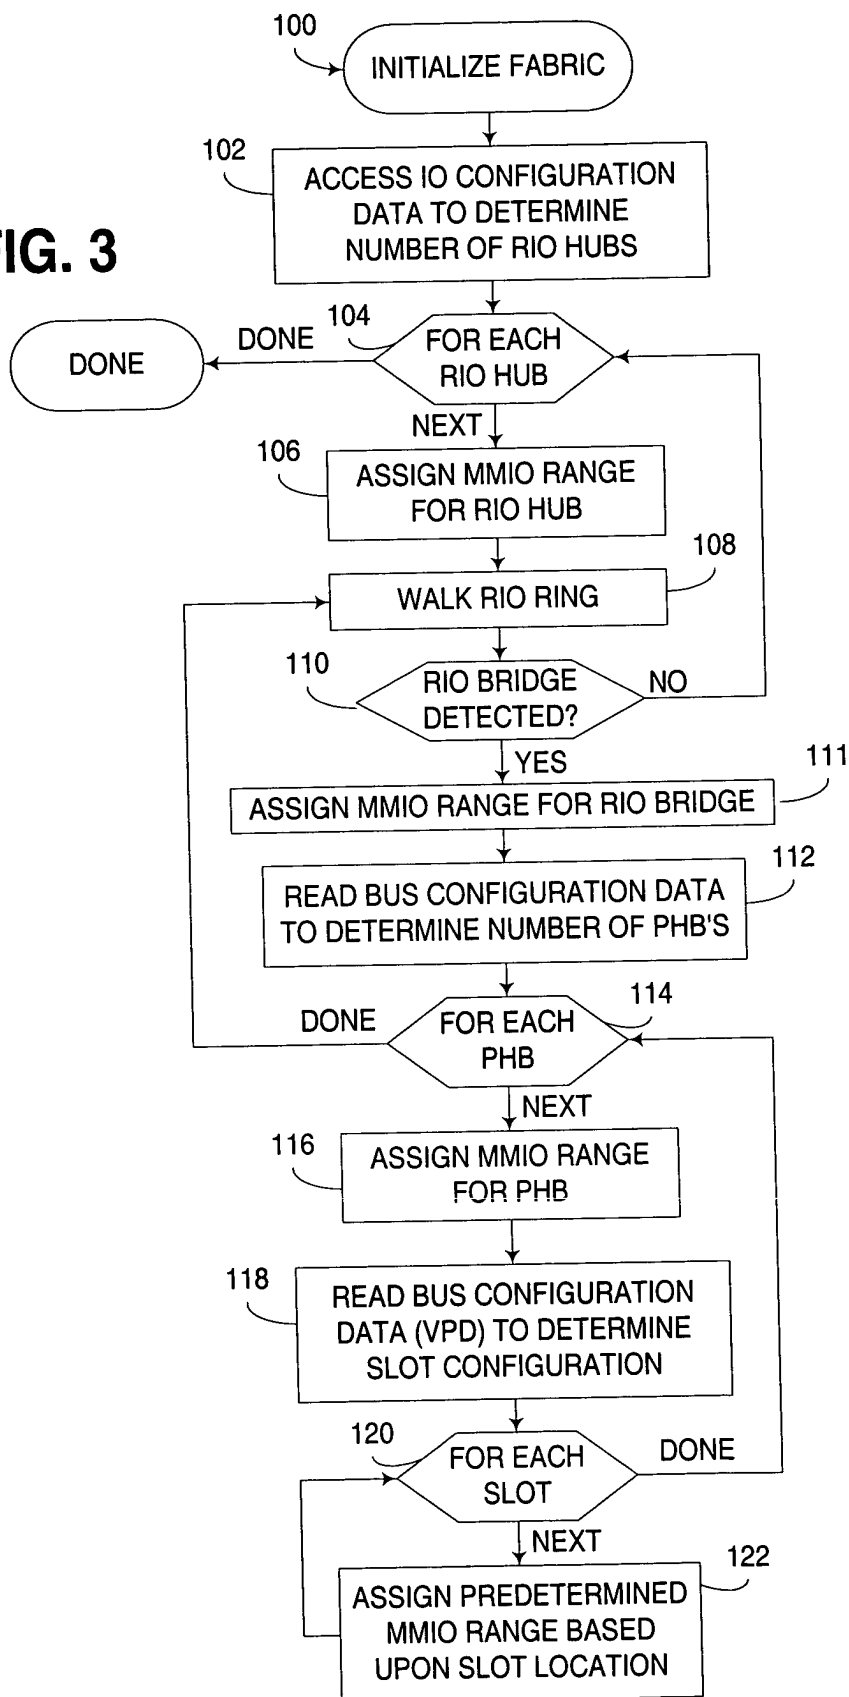 100
INITIALIZE FABRIC
102
ACCESS IO CONFIGURATION
DATA TO DETERMINE
NUMBER OF RIO HUBS
FIG. 3
104
DONE
DONE
FOR EACH
RIO HUB
NEXT
106
ASSIGN MMIO RANGE
FOR RIO HUB
108
WALK RIO RING
110
RIO BRIDGE
DETECTED?
NO
YES
111
ASSIGN MMIO RANGE FOR RIO BRIDGE
112
READ BUS CONFIGURATION DATA
TO DETERMINE NUMBER OF PHB'S
114
DONE
FOR EACH
PHB
NEXT
116
ASSIGN MMIO RANGE
FOR PHB
118
READ BUS CONFIGURATION
DATA (VPD) TO DETERMINE
SLOT CONFIGURATION
120
FOR EACH
SLOT
DONE
NEXT
122
ASSIGN PREDETERMINED
MMIO RANGE BASED
UPON SLOT LOCATION